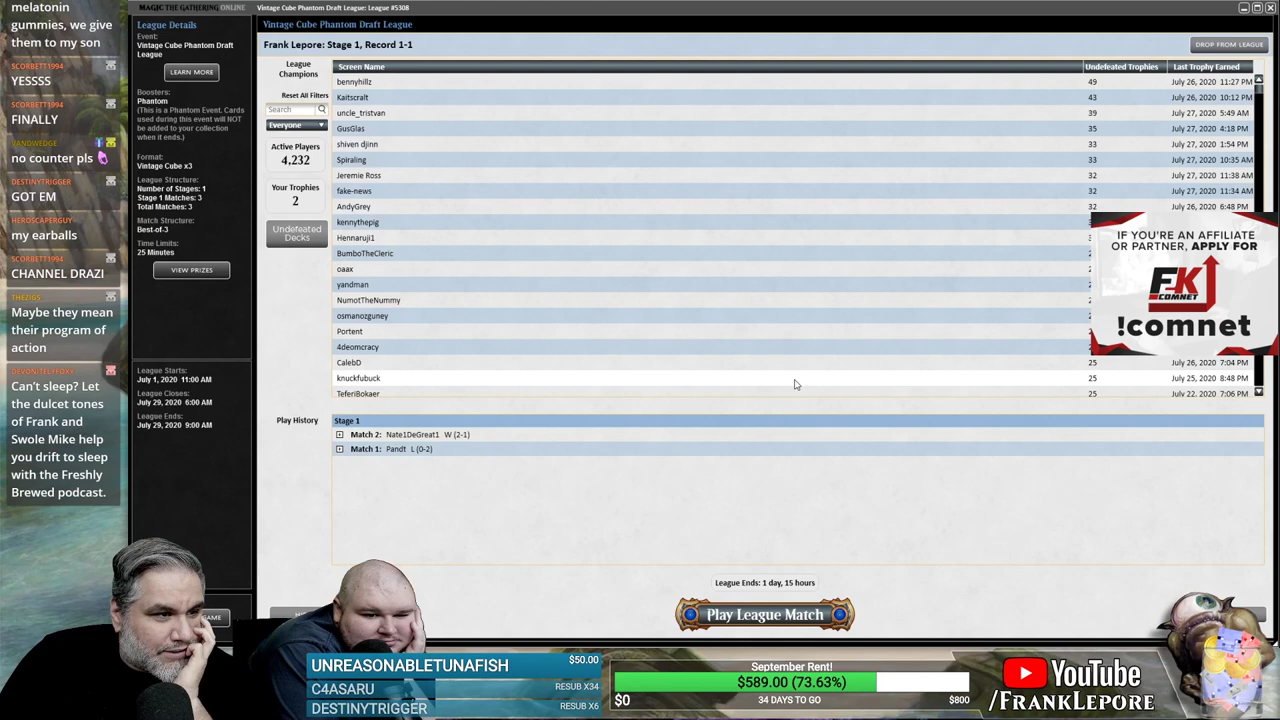 melatonin
gummies, we give
them to my son
SCORBETT1994
YESSSS
SCORBETT1994
FINALLY
YANDWEDGE
no counter pls
DESTINYTRIGGER
GOT EM
HEROSCAPERGUY
my earballs
SCORBETT1994
CHANNEL DRAZI
THEZIGS
Maybe they mean
their program of
action
Can't sleep? Let
the dulcet tones
of Frank and
Swole Mike help
you drift to sleep
with the Freshly
Brewed podcast.
MAGIC THE GATHERING ONLINE
Vintage Cube Phantom Draft League: League #5308
League Details
Event:
Vintage Cube Phantom Draft
League
LEARN MORE
Boosters:
Phantom
(This is a Phantom Event. Cards
used during this event will NOT
be added to your collection
when it ends.)
Format:
Vintage Cube x3
League Structure:
Number of Stages: 1
Stage 1 Matches: 3
Total Matches: 3
Match Structure:
Best-of-3
Time Limits:
25 Minutes
VIEW PRIZES
League Starts:
July 1, 2020 11:00 AM
League Closes:
July 29, 2020 6:00 AM
League Ends:
July 29, 2020 9:00 AM
GAME
Vintage Cube Phantom Draft League
Frank Lepore: Stage 1, Record 1-1
DROP FROM LEAGUE
League
Champions
Reset All Filters
Search
Everyone
Active Players
4,232
Your Trophies
2
Undefeated
Decks
Screen Name Undefeated Trophies Last Trophy Earned
bennyhillz 49 July 26, 2020 11:27 PM
Kaitscralt 43 July 26, 2020 10:12 PM
uncle_tristvan 39 July 27, 2020 5:49 AM
GusGlas 35 July 27, 2020 4:18 PM
shiven djinn 33 July 27, 2020 1:54 PM
Spiraling 33 July 27, 2020 10:35 AM
Jeremie Ross 32 July 27, 2020 11:38 AM
fake-news 32 July 27, 2020 11:34 AM
AndyGrey 32 July 26, 2020 6:48 PM
kennythepig
Hennaruji1
BumboTheCleric
oaax
yandman
NumotTheNummy
osmanozguney
Portent
4deomcracy
CalebD 25 July 26, 2020 7:04 PM
knuckfubuck 25 July 25, 2020 8:48 PM
TeferiBokaer 25 July 22, 2020 7:06 PM
IF YOU'RE AN AFFILIATE
OR PARTNER, APPLY FOR
FK
COMNET
!comnet
Play History
Stage 1
Match 2: Nate1DeGreat1 W (2-1)
Match 1: Pandt L (0-2)
League Ends: 1 day, 15 hours
Play League Match
UNREASONABLETUNAFISH $50.00
C4ASARU RESUB X34
DESTINYTRIGGER RESUB X6
September Rent!
$589.00 (73.63%)
$0 34 DAYS TO GO $800
YouTube
/FRANKLEPORE